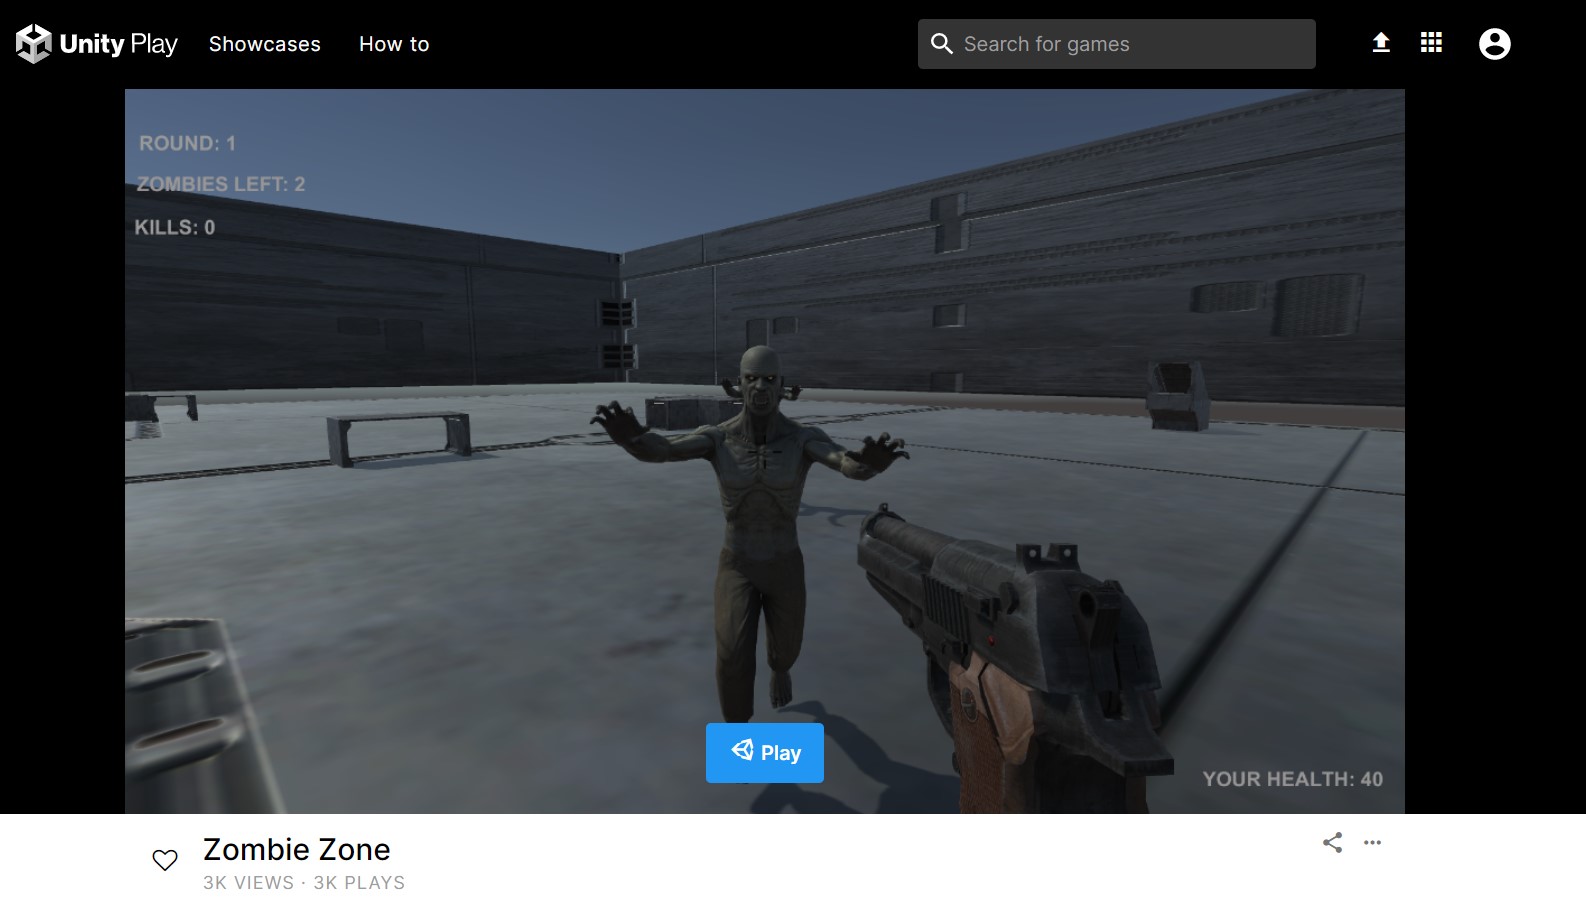 Unity Play
Showcases
How to
Search for games
ROUND: 1
ZOMBIES LEFT: 2
KILLS: 0
Play
YOUR HEALTH: 40
Zombie Zone
3K VIEWS · 3K PLAYS